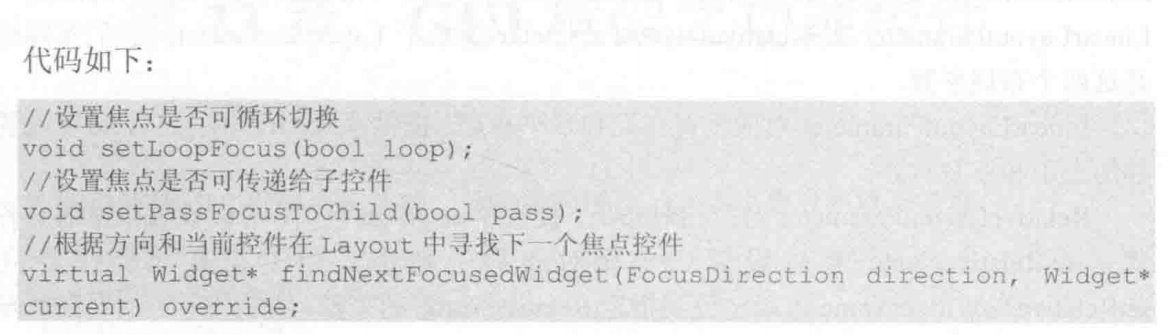 代码如下：
//设置焦点是否可循环切换
void setLoopFocus(bool loop);
//设置焦点是否可传递给子控件
void setPassFocusToChild(bool pass);
//根据方向和当前控件在 Layout 中寻找下一个焦点控件
virtual Widget* findNextFocusedWidget(FocusDirection direction, Widget*
current) override;